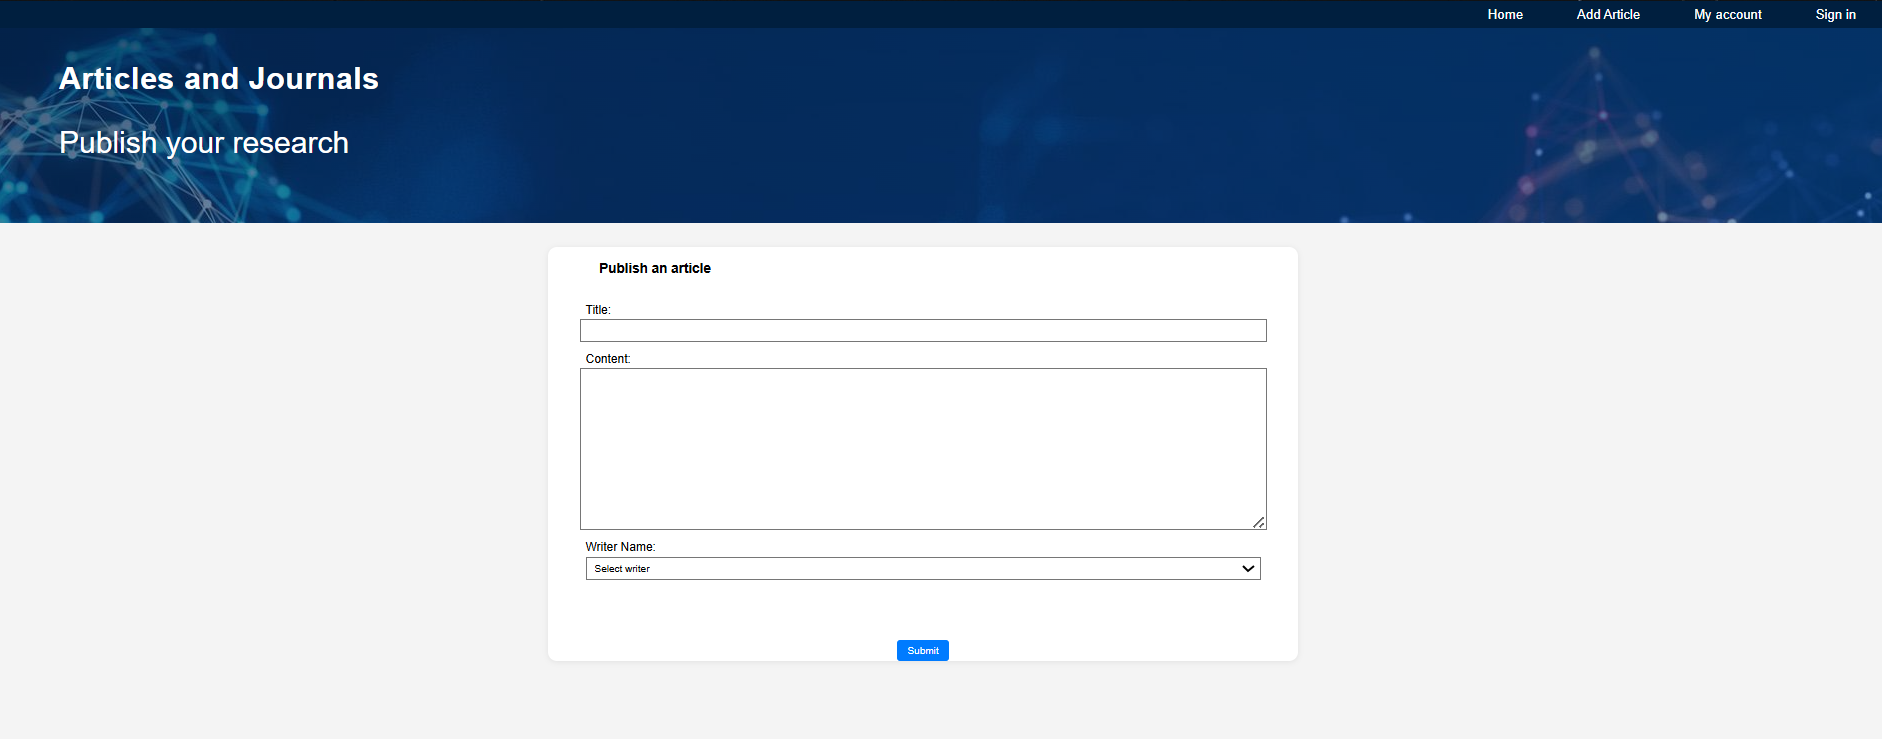 Home Add Article My account Sign in
Articles and Journals
Publish your research
Publish an article
Title:
Content:
Writer Name:
Select writer
Submit